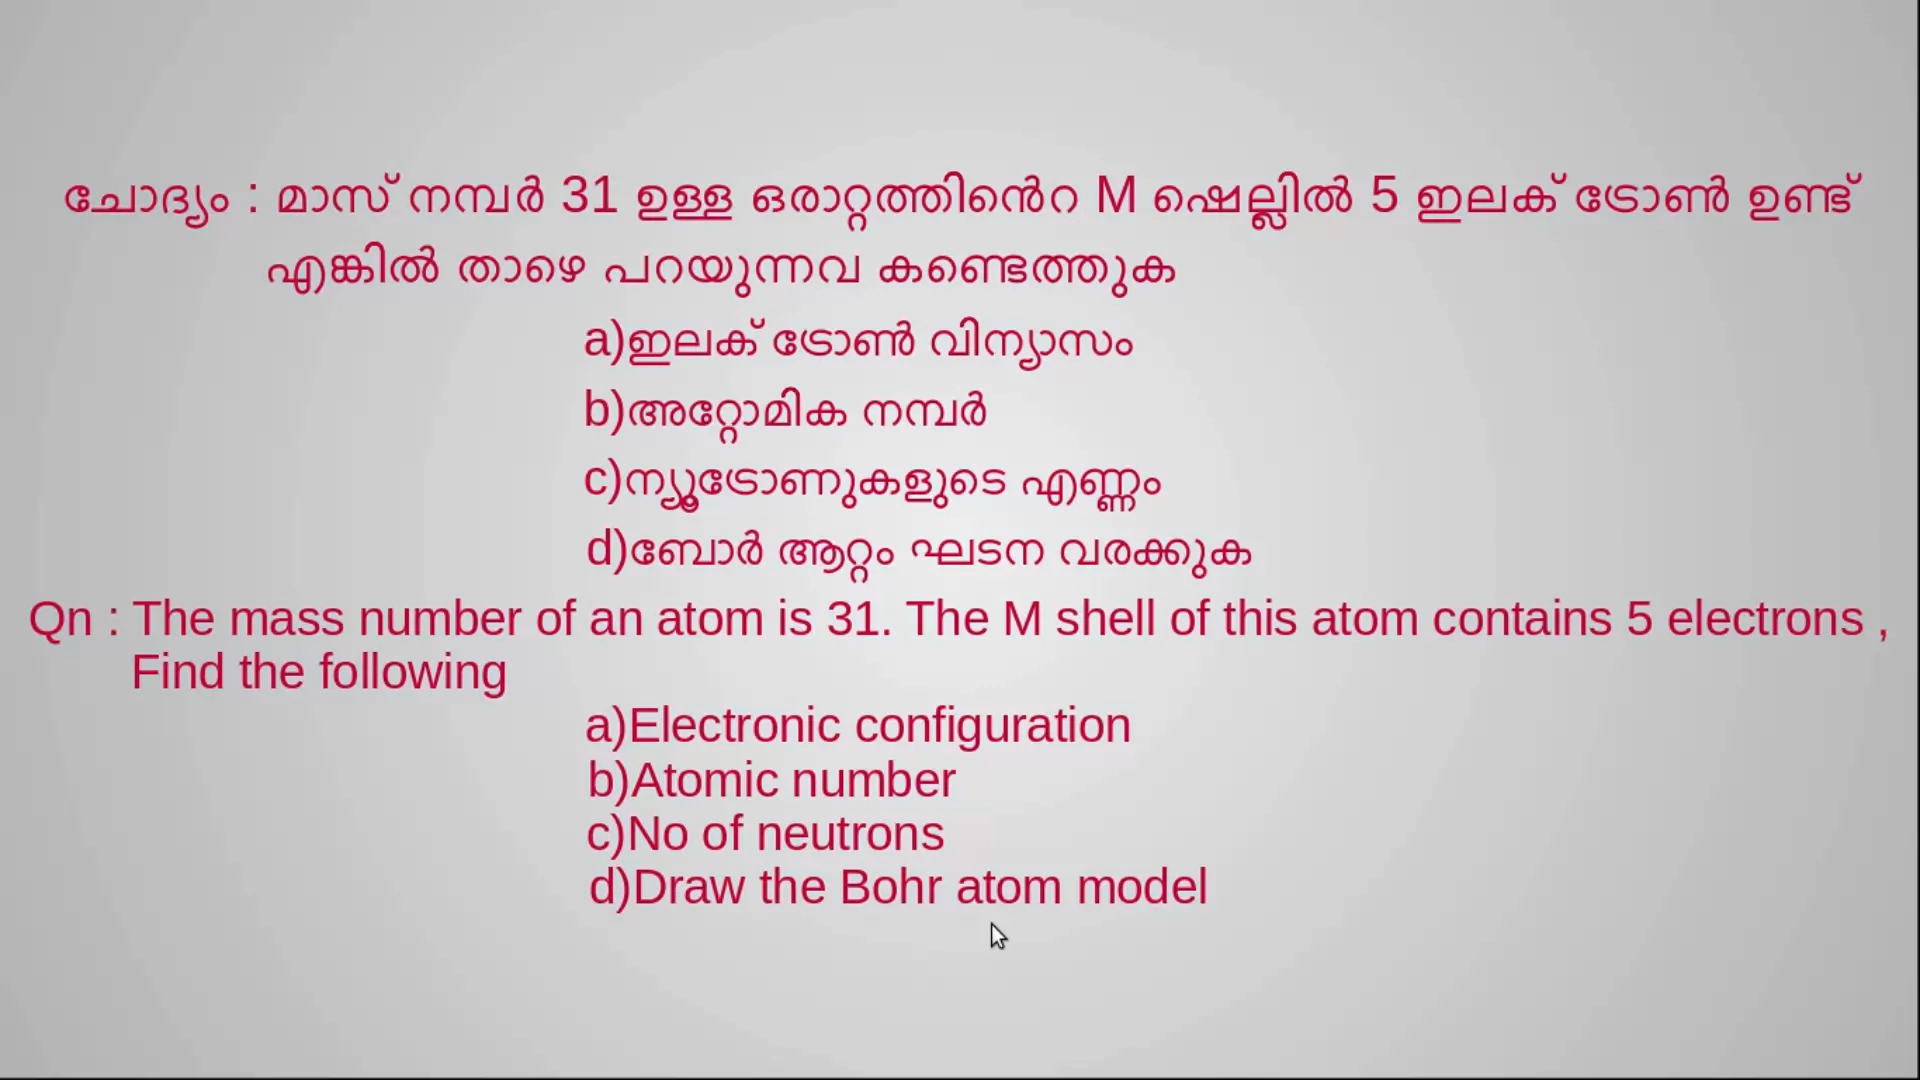 ചോദ്യം : മാസ് നമ്പർ 31 ഉള്ള ഒരാറ്റത്തിൻെറ M ഷെല്ലിൽ 5 ഇലക് ട്രോൺ ഉണ്ട്
എങ്കിൽ താഴെ പറയുന്നവ കണ്ടെത്തുക
a)ഇലക് ട്രോൺ വിന്യാസം
b)അറ്റോമിക നമ്പർ
c)ന്യൂട്രോണുകളുടെ എണ്ണം
d)ബോർ ആറ്റം ഘടന വരക്കുക
Qn : The mass number of an atom is 31. The M shell of this atom contains 5 electrons ,
Find the following
a)Electronic configuration
b)Atomic number
c)No of neutrons
d)Draw the Bohr atom model